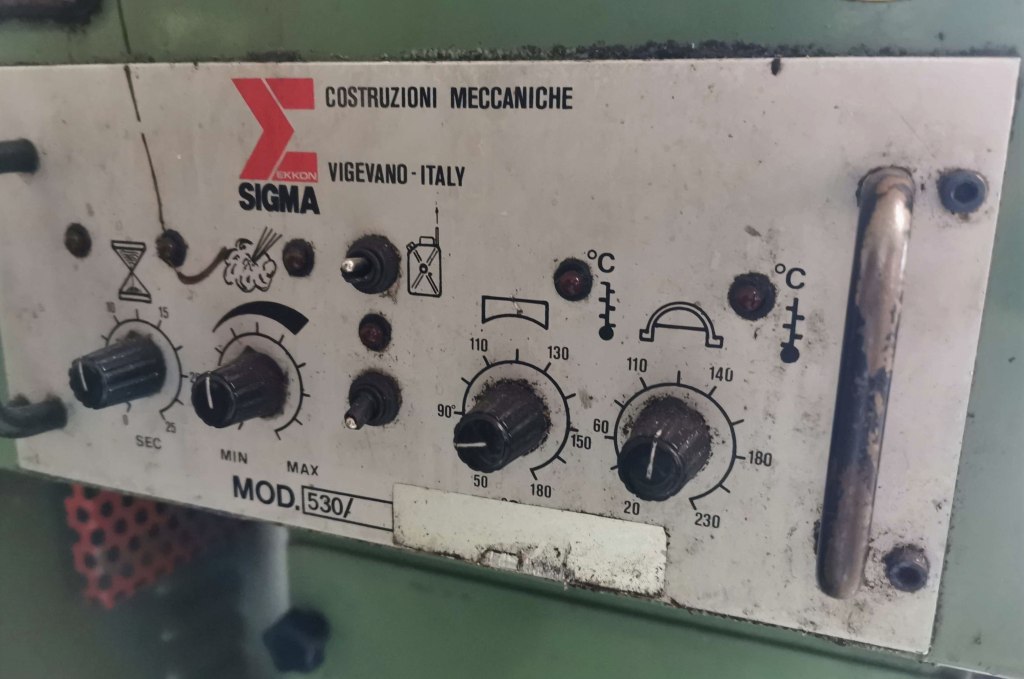 COSTRUZIONI MECCANICHE
EKKON
VIGEVANO-ITALY
SIGMA
°C
°C
10
15
25
0
SEC
MIN
MAX
110
130
90°
150
50
180
110
140
60
180
20
230
MOD. 530/